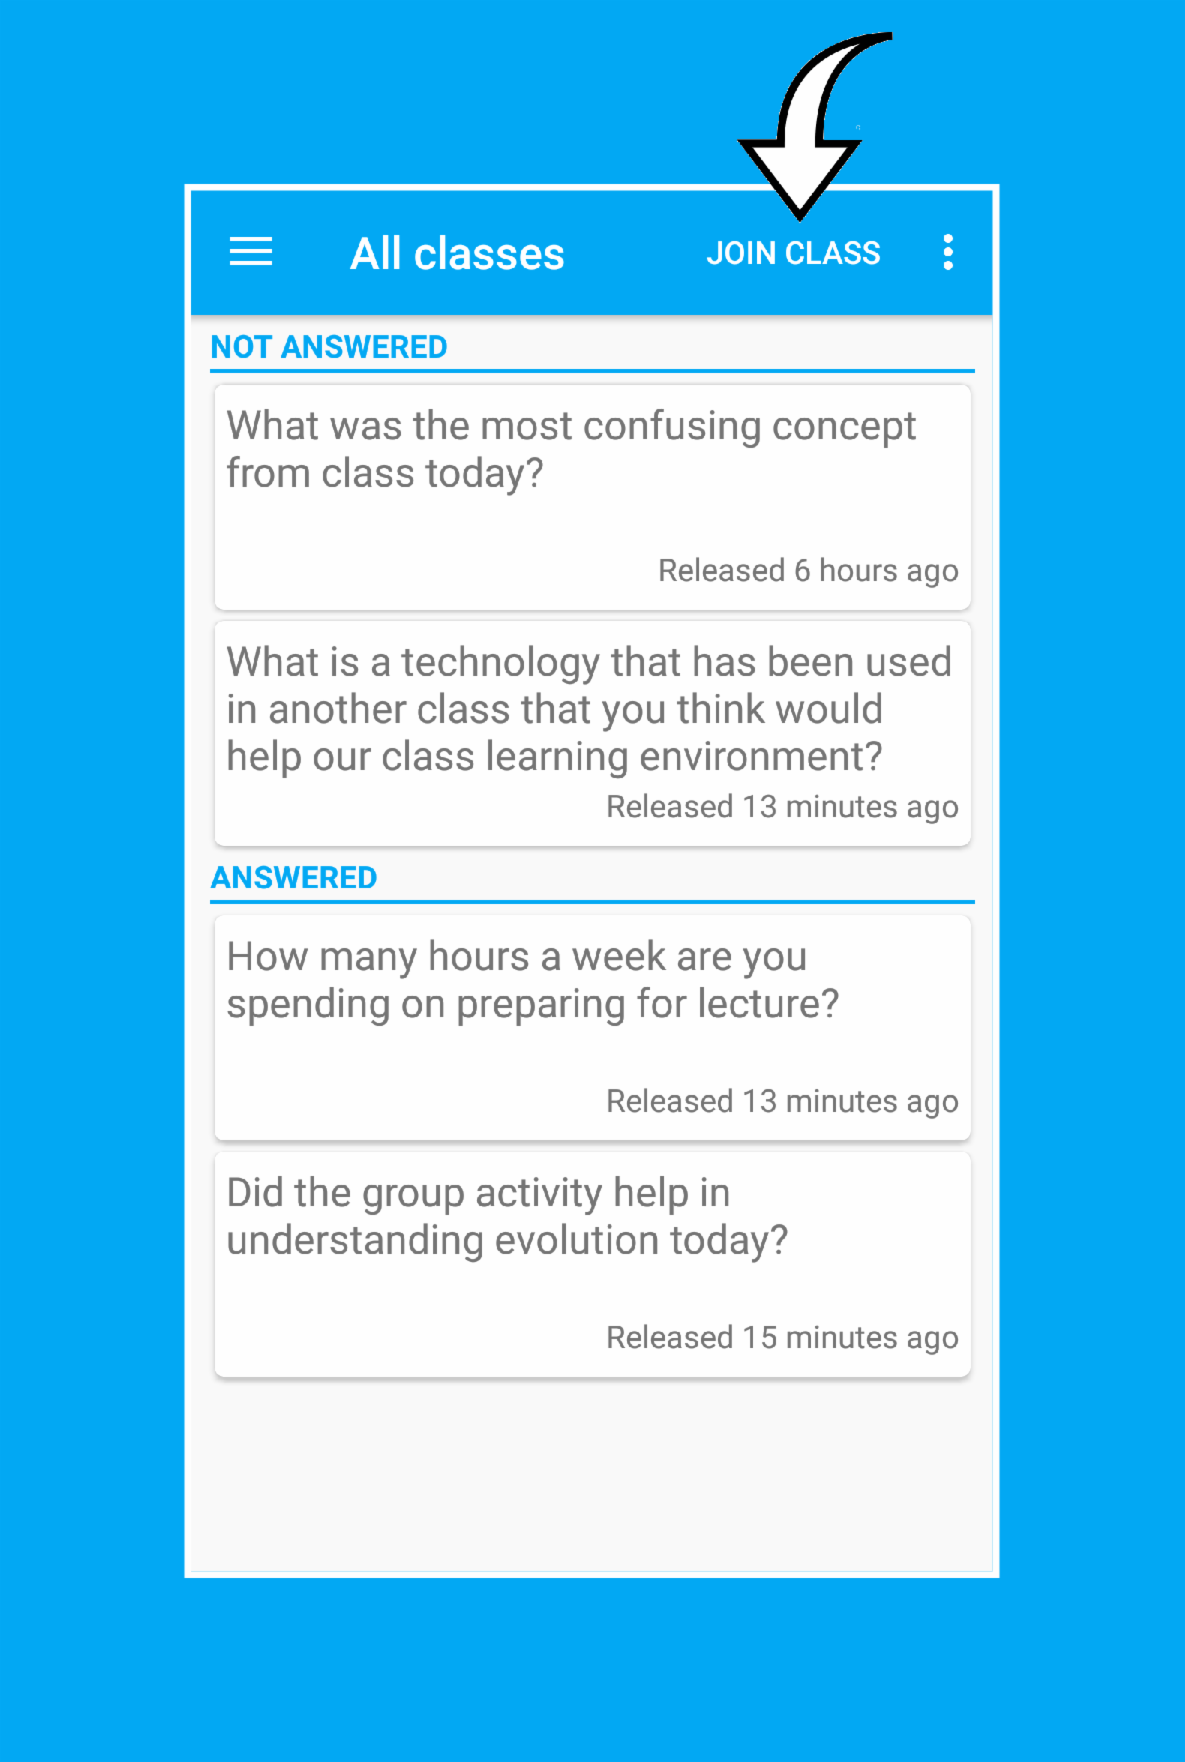 All classes
JOIN CLASS
NOT ANSWERED
What was the most confusing concept
from class today?
Released 6 hours ago
What is a technology that has been used
in another class that you think would
help our class learning environment?
Released 13 minutes ago
ANSWERED
How many hours a week are you
spending on preparing for lecture?
Released 13 minutes ago
Did the group activity help in
understanding evolution today?
Released 15 minutes ago